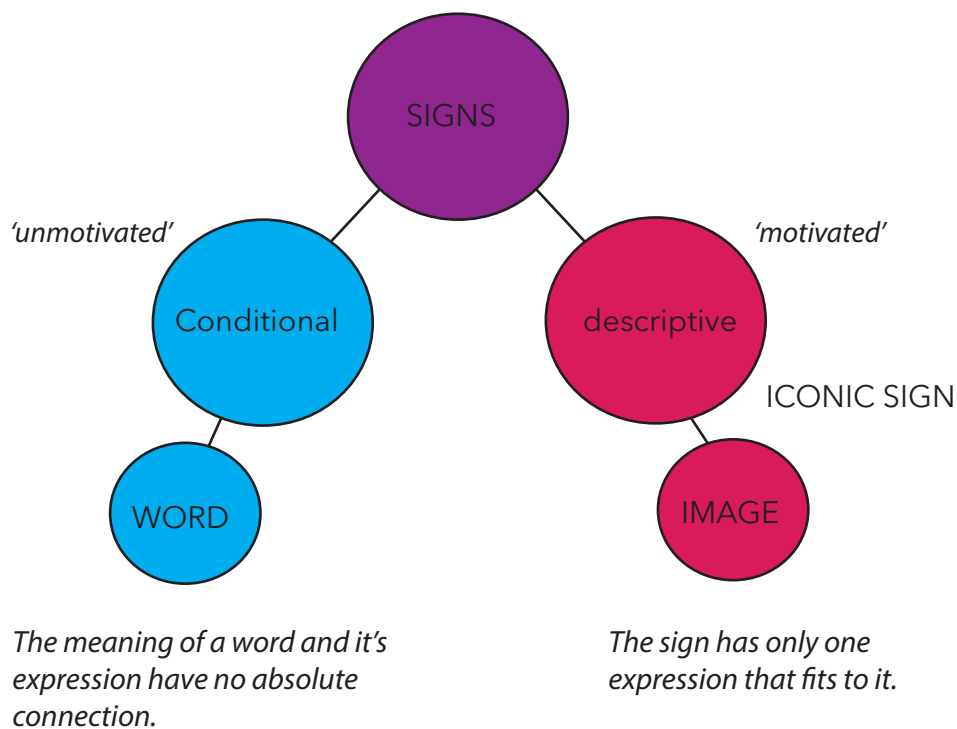 SIGNS
‘unmotivated’
‘motivated’
Conditional
descriptive
ICONIC SIGN
WORD
IMAGE
The meaning of a word and it’s
expression have no absolute
connection.
The sign has only one
expression that fits to it.